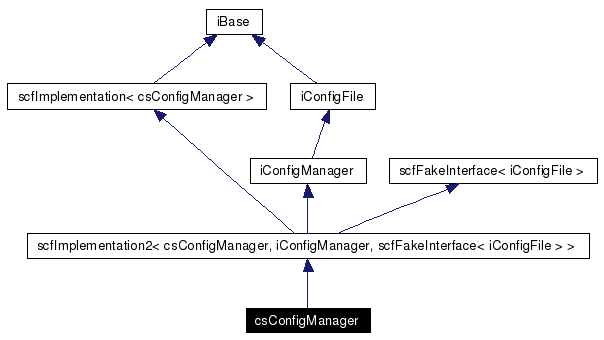 iBase
scfImplementation< csConfigManager >
iConfigFile
iConfigManager
scfFakeInterface< iConfigFile >
scfImplementation2< csConfigManager, iConfigManager, scfFakeInterface< iConfigFile > >
csConfigManager